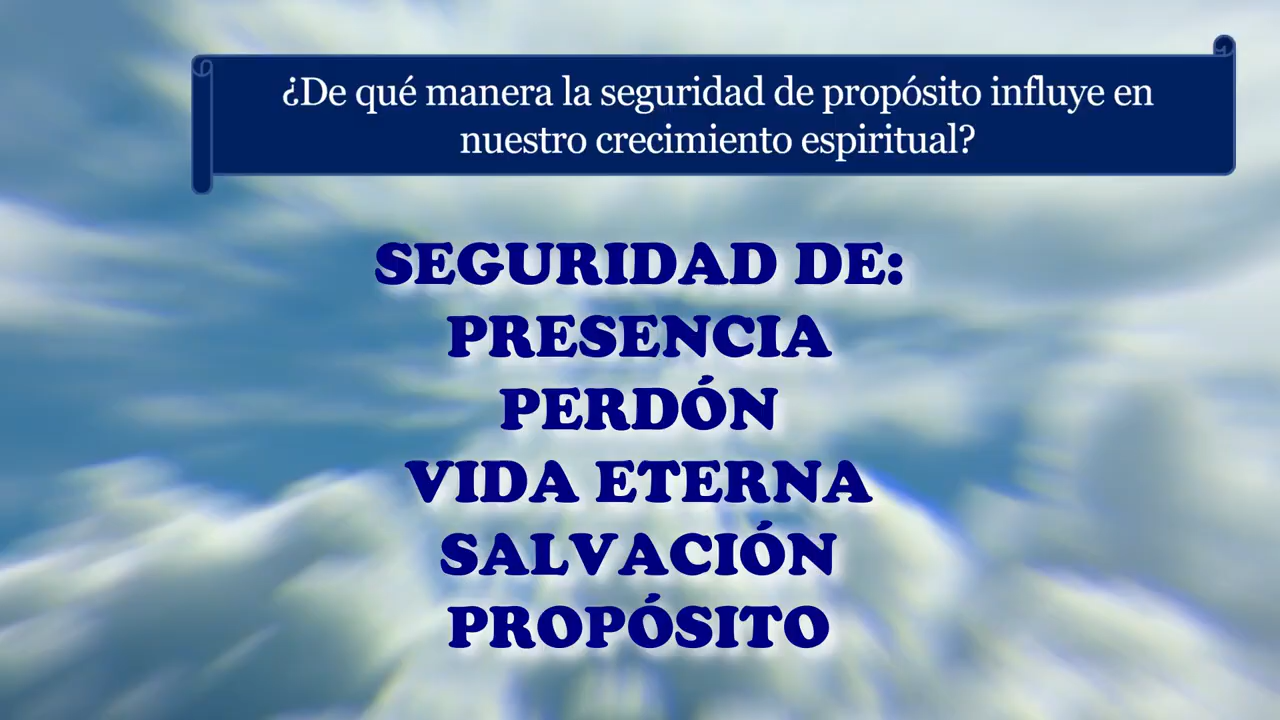 ¿De qué manera la seguridad de propósito influye en
nuestro crecimiento espiritual?
SEGURIDAD DE:
PRESENCIA
PERDÓN
VIDA ETERNA
SALVACIÓN
PROPÓSITO